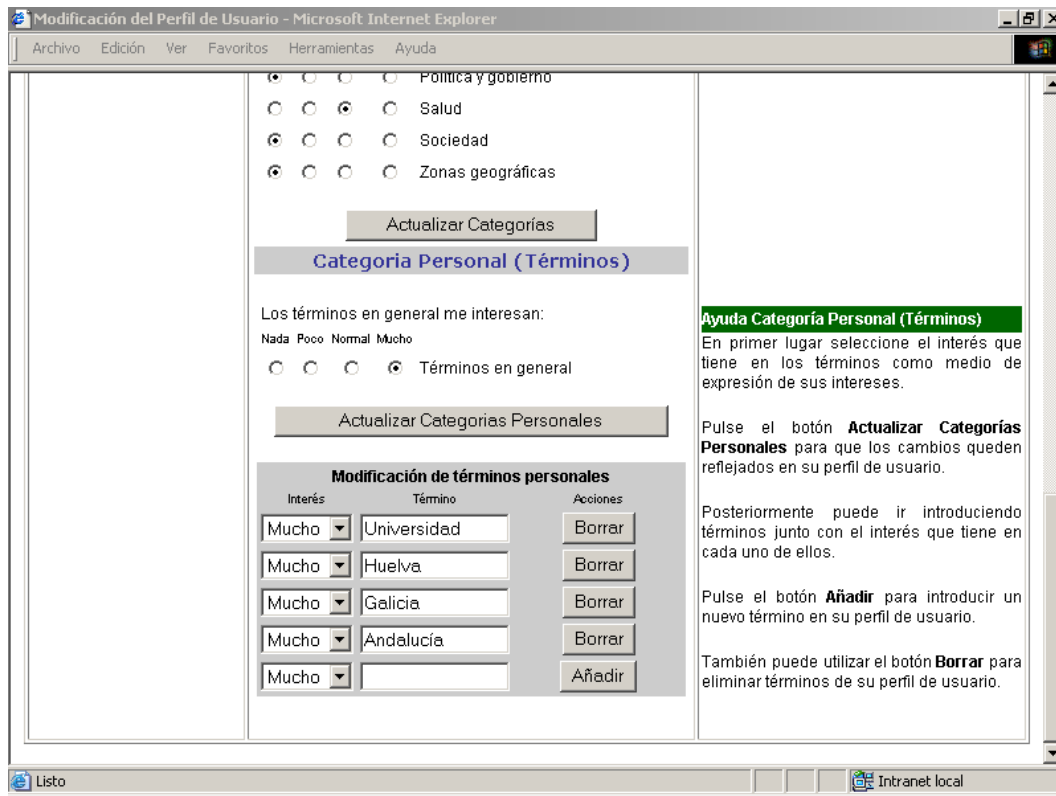 Modificación del Perfil de Usuario - Microsoft Internet Explorer
Archivo Edición Ver Favoritos Herramientas Ayuda
Política y gobierno
Salud
Sociedad
Zonas geográficas
Actualizar Categorías
Categoria Personal (Términos)
Los términos en general me interesan:
Nada Poco Normal Mucho
Términos en general
Actualizar Categorias Personales
Modificación de términos personales
Interés Término Acciones
Mucho Universidad Borrar
Mucho Huelva Borrar
Mucho Galicia Borrar
Mucho Andalucía Borrar
Mucho Añadir
Ayuda Categoría Personal (Términos)
En primer lugar seleccione el interés que
tiene en los términos como medio de
expresión de sus intereses.
Pulse el botón Actualizar Categorías
Personales para que los cambios queden
reflejados en su perfil de usuario.
Posteriormente puede ir introduciendo
términos junto con el interés que tiene en
cada uno de ellos.
Pulse el botón Añadir para introducir un
nuevo término en su perfil de usuario.
También puede utilizar el botón Borrar para
eliminar términos de su perfil de usuario.
Listo
Intranet local